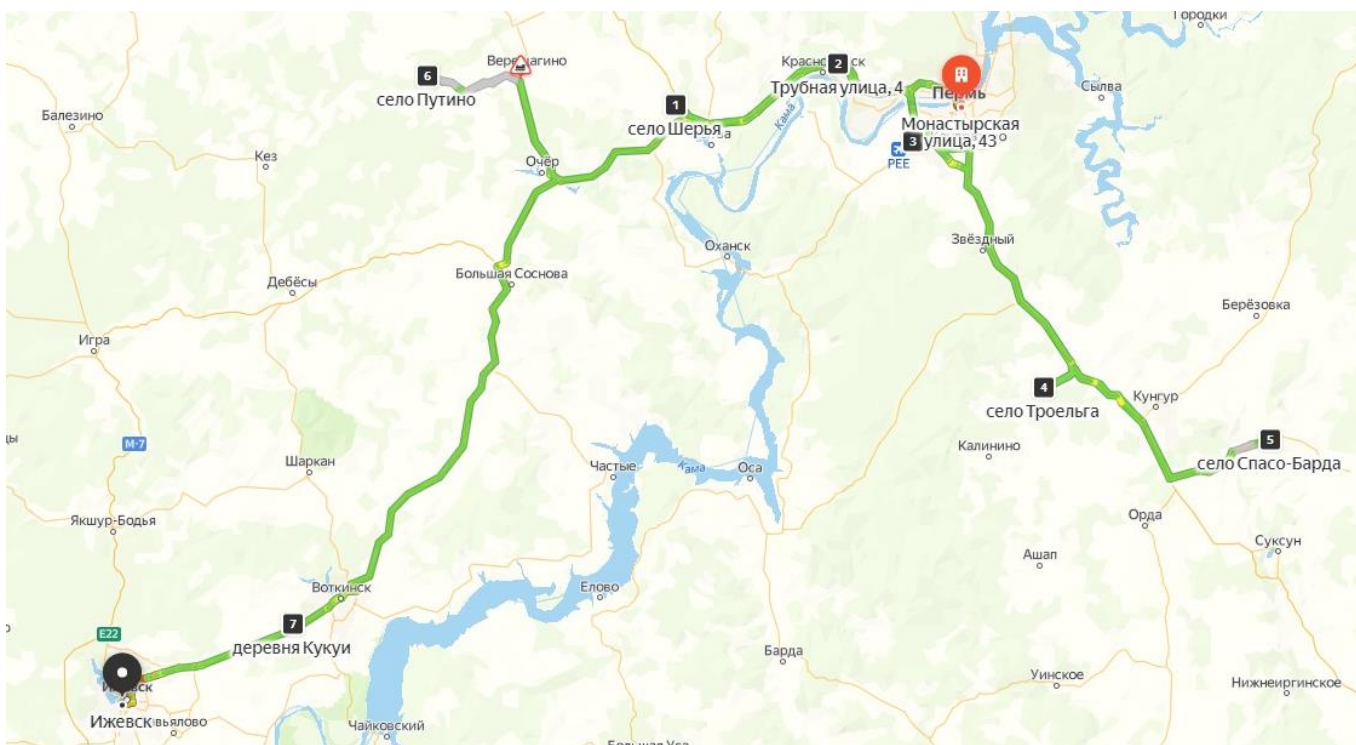 Городки
6
Верещагино
село Путино
Балезино
Кез
Очёр
1
село Шерья
2
Трубная улица, 4
Пермь
Монастырская
улица, 43
3
PEE
Сылва
Звёздный
Оханск
Большая Соснова
Дебёсы
Игра
Берёзовка
4
село Троельга
Кунгур
Калинино
5
село Спасо-Барда
М-7
Шаркан
Частые
Кама
Кама
Оса
Якшур-Бодья
Орда
Суксун
Ашап
Воткинск
Елово
7
деревня Кукуи
Е22
Барда
Уинское
Нижнеиргинское
Ижевск
Чайковский